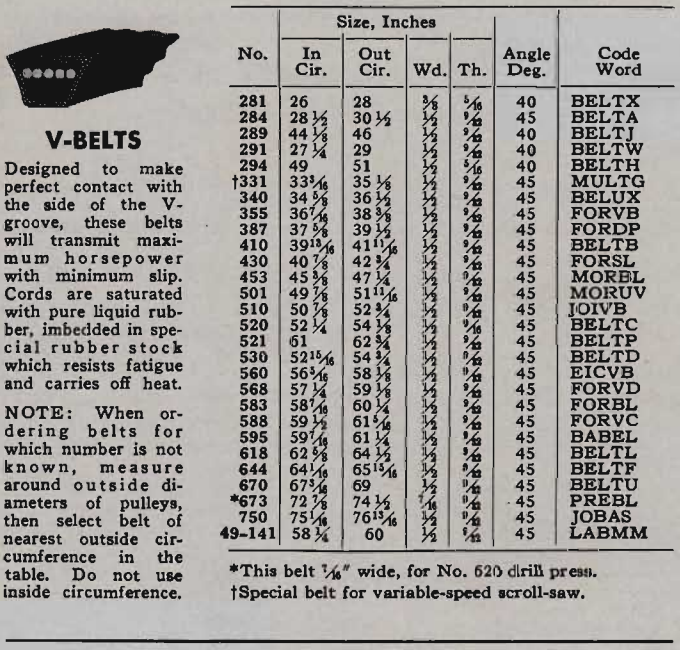 V-BELTS
Designed to make
perfect contact with
the side of the V-
groove, these belts
will transmit maxi-
mum horsepower
with minimum slip.
Cords are saturated
with pure liquid rub-
ber, imbedded in spe-
cial rubber stock
which resists fatigue
and carries off heat.
NOTE: When or-
dering belts for
which number is not
known, measure
around outside di-
ameters of pulleys,
then select belt of
nearest outside cir-
cumference in the
table. Do not use
inside circumference.
Size, Inches
No. In Cir. Out Cir. Wd. Th. Angle Deg. Code Word
281 26 28 3/8 5/16 40 BELTX
284 28 1/2 30 1/2 1/2 9/32 45 BELTA
289 44 1/8 46 1/2 9/32 40 BELTJ
291 27 1/4 29 1/2 9/32 40 BELTW
294 49 51 1/2 5/16 40 BELTH
†331 33 3/16 35 1/8 1/2 9/32 45 MULTG
340 34 5/8 36 1/2 1/2 9/32 45 BELUX
355 36 7/16 38 3/8 1/2 9/32 45 FORVB
387 37 5/8 39 1/2 1/2 9/32 45 FORDP
410 39 13/16 41 11/16 1/2 9/32 45 BELTB
430 40 7/8 42 3/4 1/2 9/32 45 FORSL
453 45 3/8 47 1/4 1/2 45 MORBL
501 49 7/8 51 11/16 1/2 9/32 45 MORUV
510 50 7/8 52 3/4 1/2 9/32 45 JOIVB
520 52 1/4 54 1/8 1/2 45 BELTC
521 61 62 3/4 1/2 9/32 45 BELTP
530 52 15/16 54 3/4 1/2 9/32 45 BELTD
560 56 5/16 58 1/8 1/2 9/32 45 EICVB
568 57 1/4 59 1/8 1/2 9/32 45 FORVD
583 58 7/16 60 1/4 1/2 9/32 45 FORBL
588 59 1/2 61 5/16 1/2 9/32 45 FORVC
595 59 7/16 61 1/4 1/2 9/32 45 BABEL
618 62 5/8 64 1/2 1/2 45 BELTL
644 64 1/16 65 13/16 1/2 45 BELTF
670 67 3/16 69 1/2 45 BELTU
*673 72 7/8 74 1/2 7/16 45 PREBL
750 75 1/16 76 13/16 1/2 45 JOBAS
49-141 58 1/4 60 1/2 45 LABMM
*This belt 7/16" wide, for No. 620 drill press.
†Special belt for variable-speed scroll-saw.